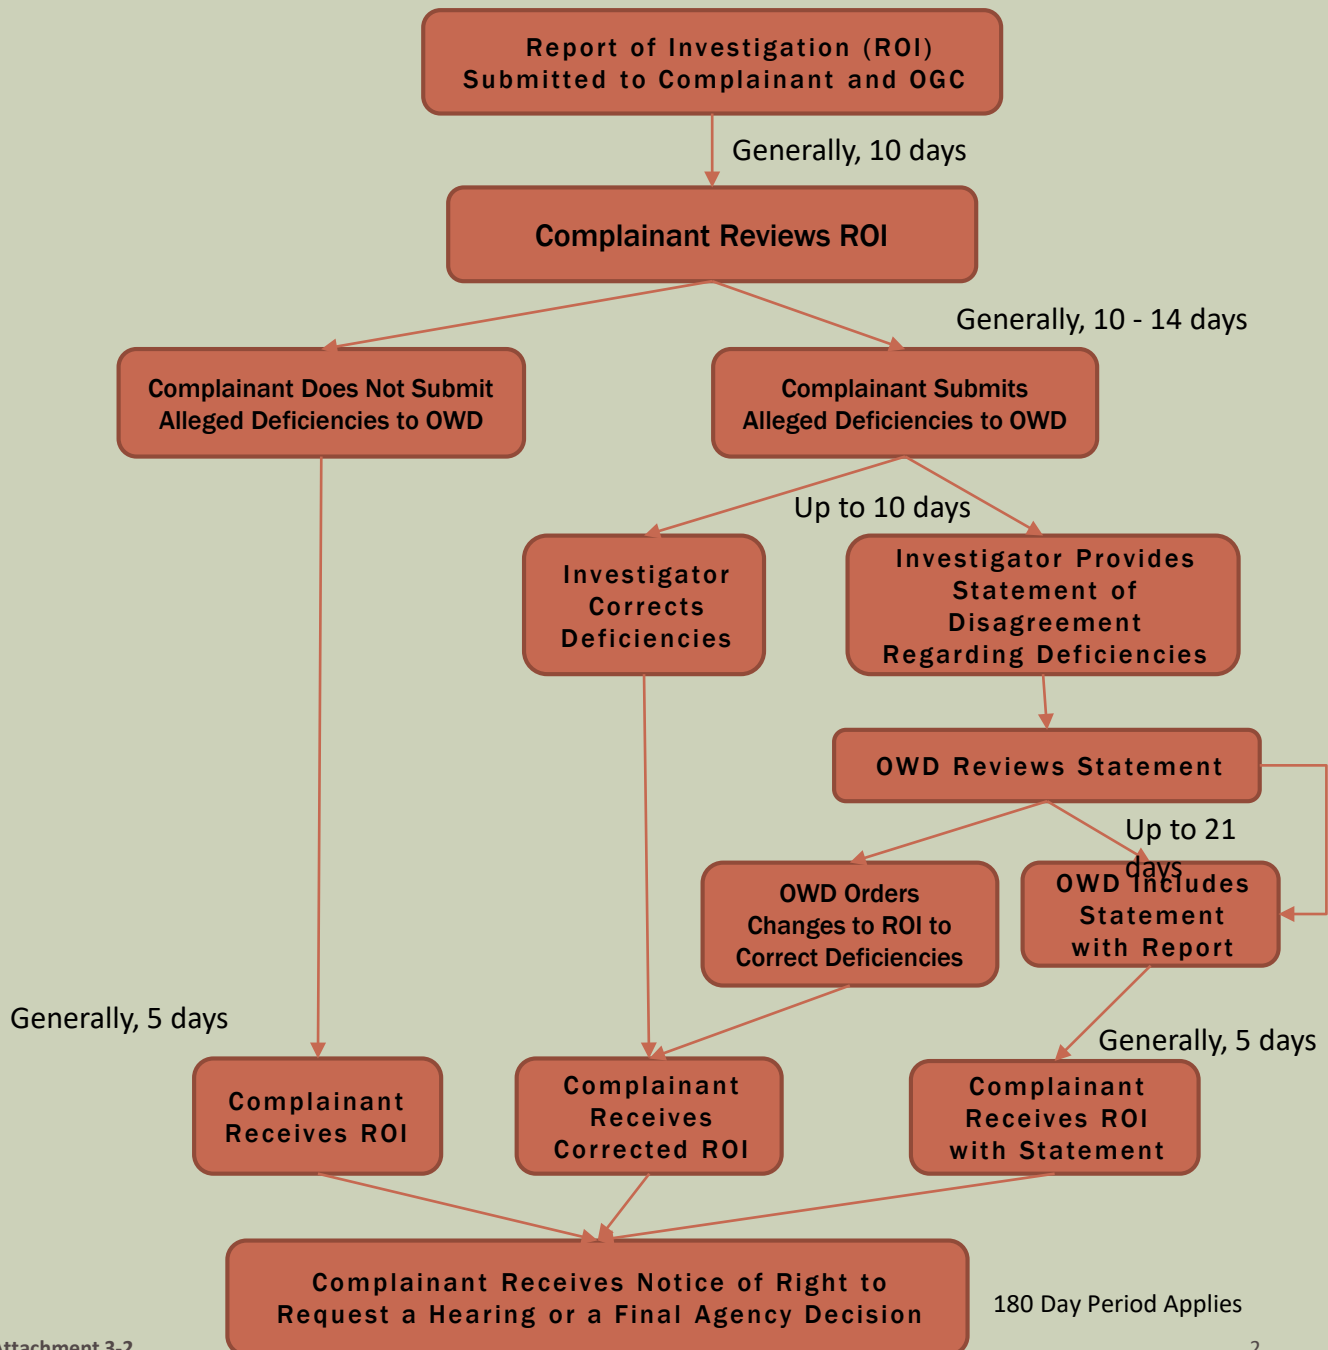 Report of Investigation (ROI)
Submitted to Complainant and OGC
Generally, 10 days
Complainant Reviews ROI
Generally, 10 - 14 days
Complainant Does Not Submit
Alleged Deficiencies to OWD
Complainant Submits
Alleged Deficiencies to OWD
Up to 10 days
Investigator
Corrects
Deficiencies
Investigator Provides
Statement of
Disagreement
Regarding Deficiencies
OWD Reviews Statement
Up to 21
days
OWD Orders
Changes to ROI to
Correct Deficiencies
OWD Includes
Statement
with Report
Generally, 5 days
Generally, 5 days
Complainant
Receives ROI
Complainant
Receives
Corrected ROI
Complainant
Receives ROI
with Statement
Complainant Receives Notice of Right to
Request a Hearing or a Final Agency Decision
180 Day Period Applies
Attachment 3-2
2